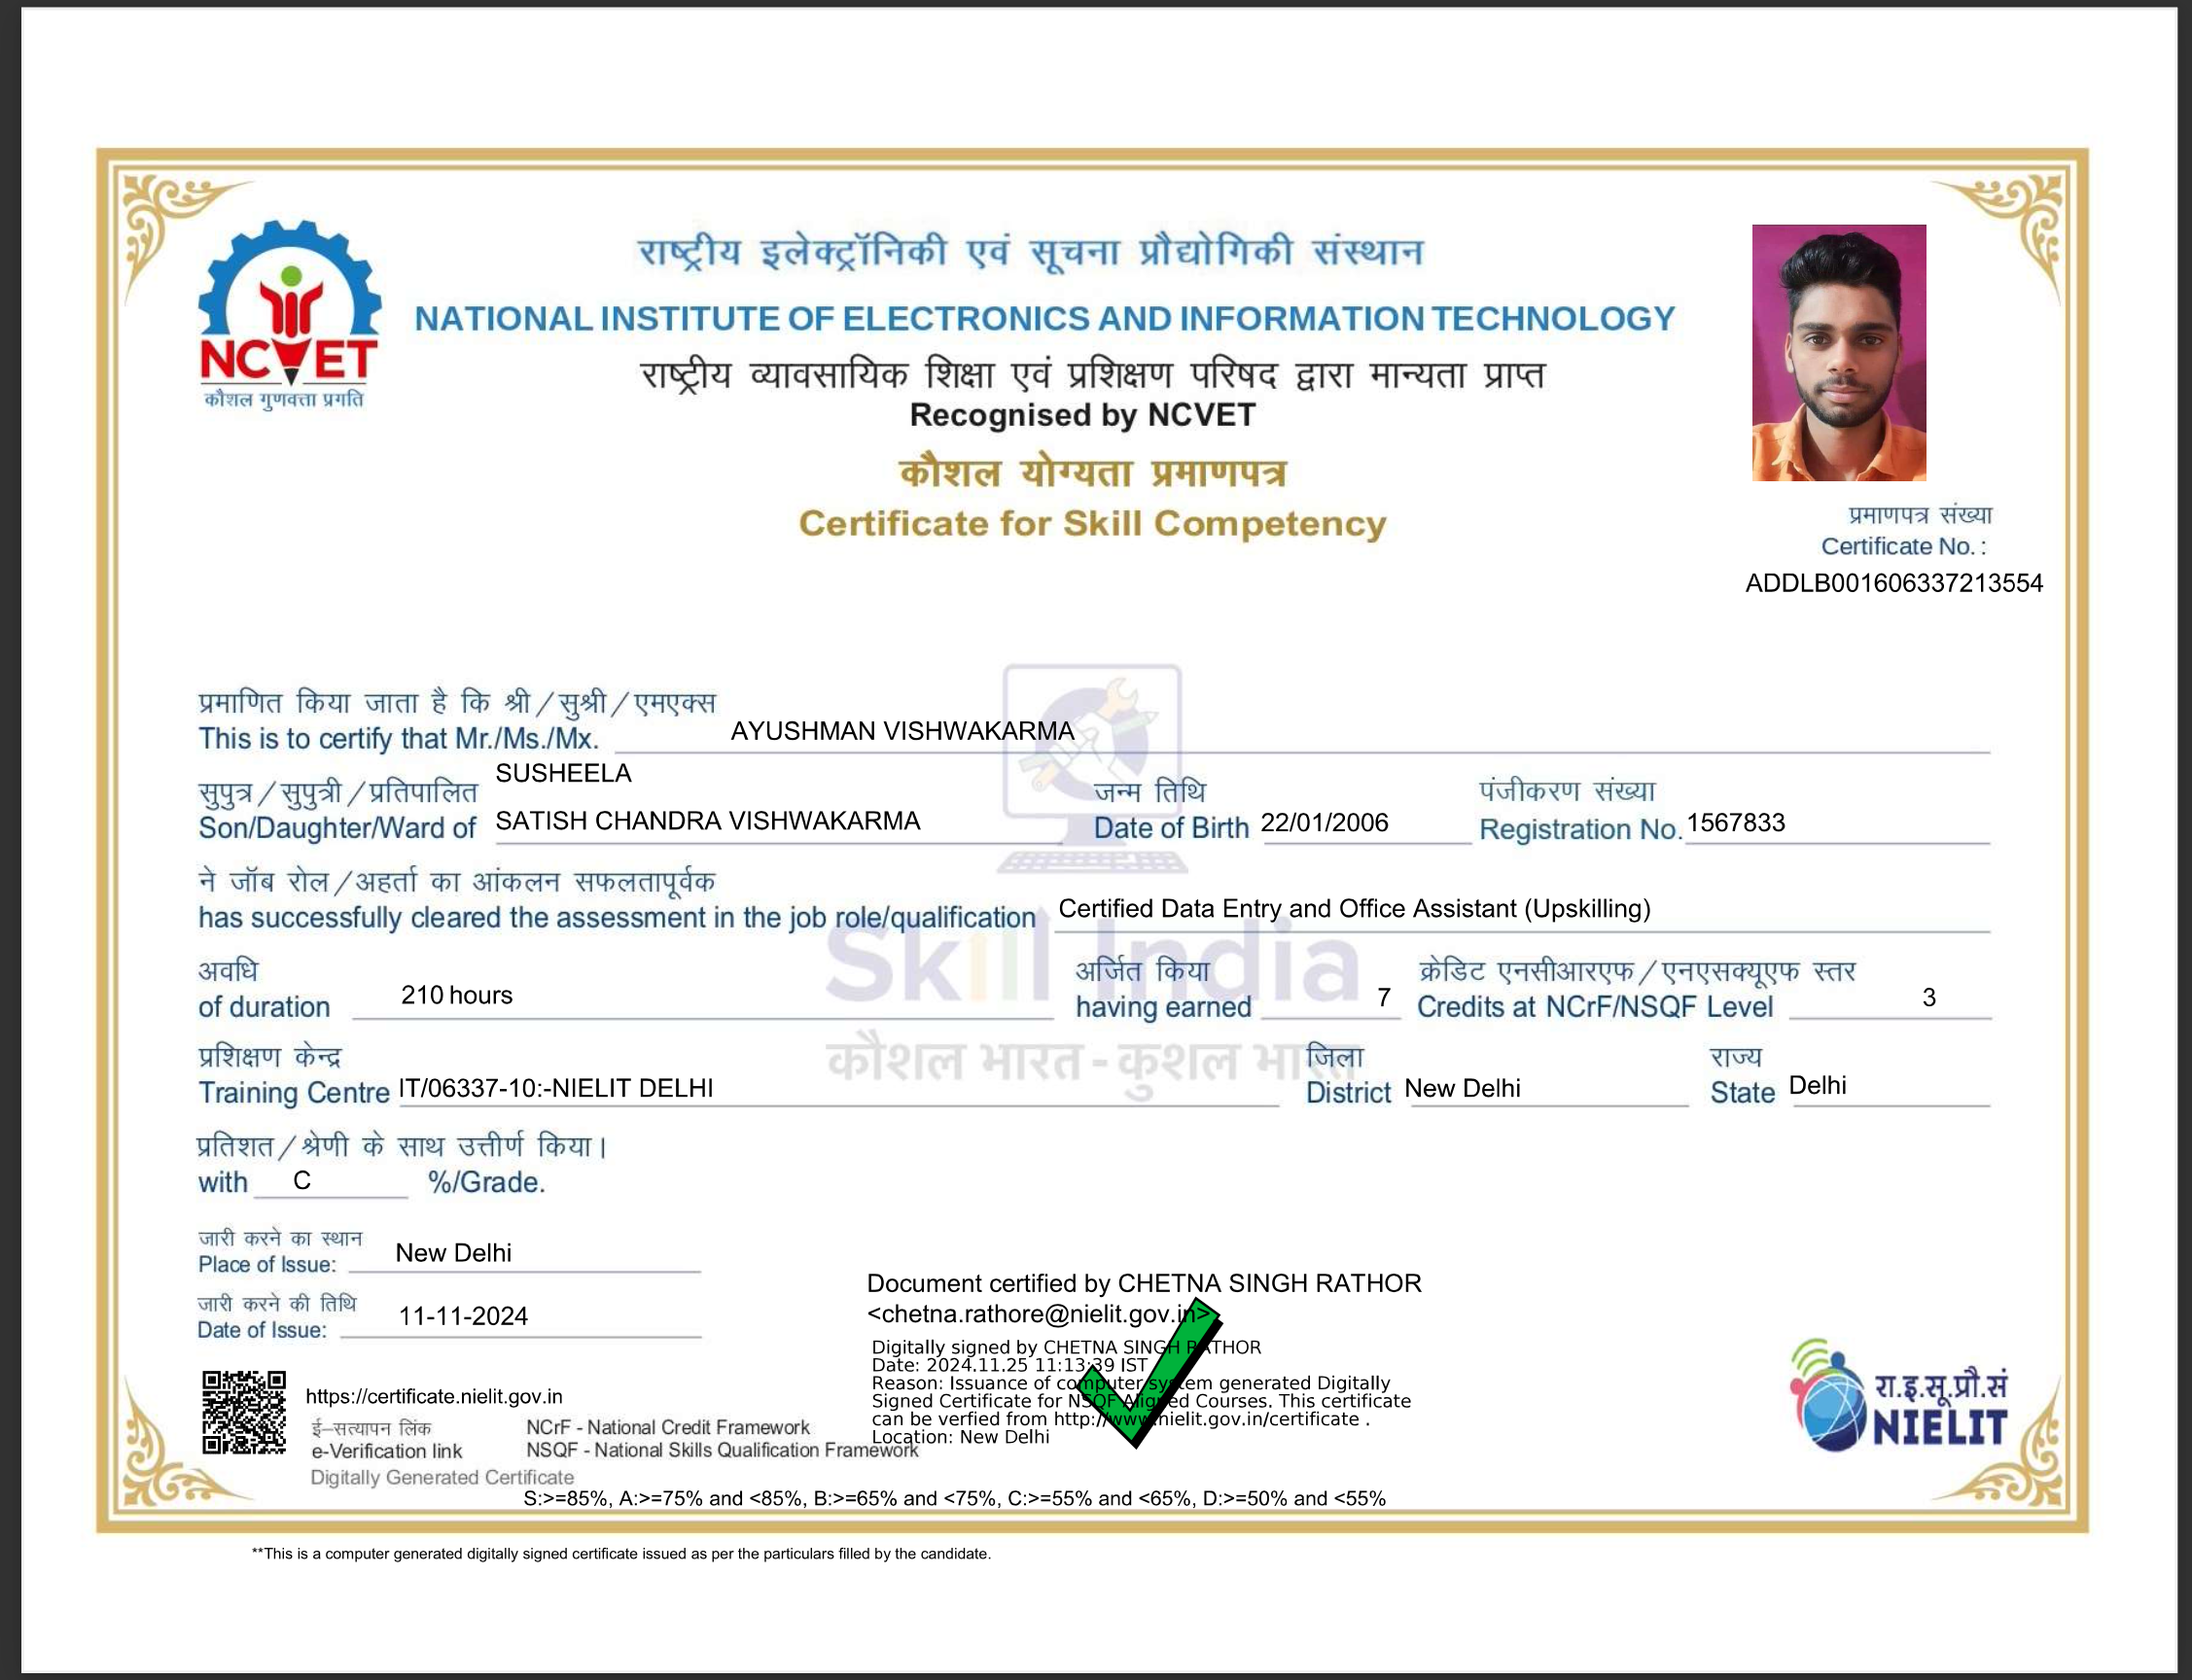 राष्ट्रीय इलेक्ट्रॉनिकी एवं सूचना प्रौद्योगिकी संस्थान
NATIONAL INSTITUTE OF ELECTRONICS AND INFORMATION TECHNOLOGY
राष्ट्रीय व्यावसायिक शिक्षा एवं प्रशिक्षण परिषद द्वारा मान्यता प्राप्त
Recognised by NCVET
NCVET
कौशल गुणवत्ता प्रगति
कौशल योग्यता प्रमाणपत्र
Certificate for Skill Competency
प्रमाणपत्र संख्या
Certificate No. :
ADDLB001606337213554
प्रमाणित किया जाता है कि श्री/सुश्री/एमएक्स
This is to certify that Mr./Ms./Mx. AYUSHMAN VISHWAKARMA
SUSHEELA
सुपुत्र/सुपुत्री/प्रतिपालित जन्म तिथि पंजीकरण संख्या
Son/Daughter/Ward of SATISH CHANDRA VISHWAKARMA Date of Birth 22/01/2006 Registration No. 1567833
ने जॉब रोल/अहर्ता का आंकलन सफलतापूर्वक
has successfully cleared the assessment in the job role/qualification Certified Data Entry and Office Assistant (Upskilling)
Skill India
अवधि अर्जित किया क्रेडिट एनसीआरएफ/एनएसक्यूएफ स्तर
of duration 210 hours having earned 7 Credits at NCrF/NSQF Level 3
कौशल भारत - कुशल भारत
प्रशिक्षण केन्द्र जिला राज्य
Training Centre IT/06337-10:-NIELIT DELHI District New Delhi State Delhi
प्रतिशत/श्रेणी के साथ उत्तीर्ण किया।
with C %/Grade.
जारी करने का स्थान
Place of Issue: New Delhi
जारी करने की तिथि
Date of Issue: 11-11-2024
Document certified by CHETNA SINGH RATHOR
<chetna.rathore@nielit.gov.in>
Digitally signed by CHETNA SINGH RATHOR
Date: 2024.11.25 11:13:39 IST
Reason: Issuance of computer system generated Digitally
Signed Certificate for NSQF Aligned Courses. This certificate
can be verfied from http://www.nielit.gov.in/certificate .
Location: New Delhi
https://certificate.nielit.gov.in
ई–सत्यापन लिंक NCrF - National Credit Framework
e-Verification link NSQF - National Skills Qualification Framework
Digitally Generated Certificate
S:>=85%, A:>=75% and <85%, B:>=65% and <75%, C:>=55% and <65%, D:>=50% and <55%
रा.इ.सू.प्रौ.सं
NIELIT
**This is a computer generated digitally signed certificate issued as per the particulars filled by the candidate.